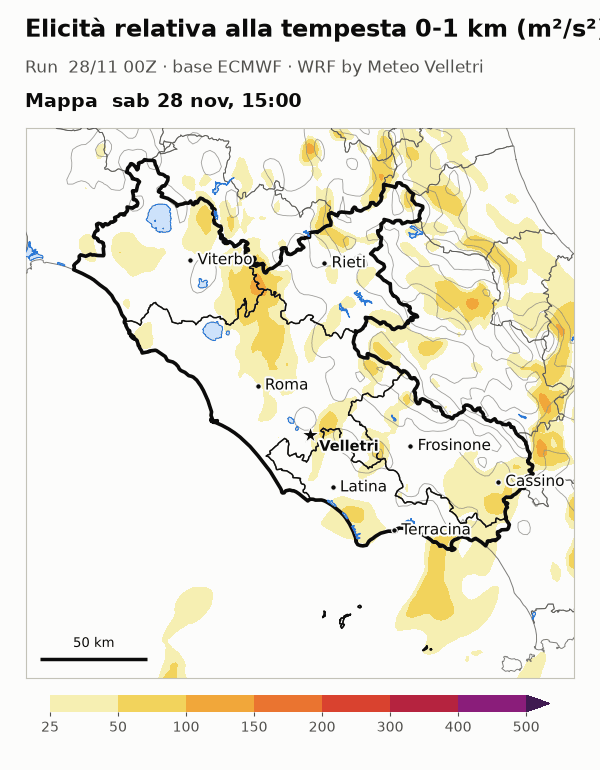 Elicità relativa alla tempesta 0-1 km (m²/s²)
Run  28/11 00Z · base ECMWF · WRF by Meteo Velletri
Mappa  sab 28 nov, 15:00
Viterbo
Rieti
Roma
Velletri
Frosinone
Latina
Cassino
Terracina
50 km
25 50 100 150 200 300 400 500